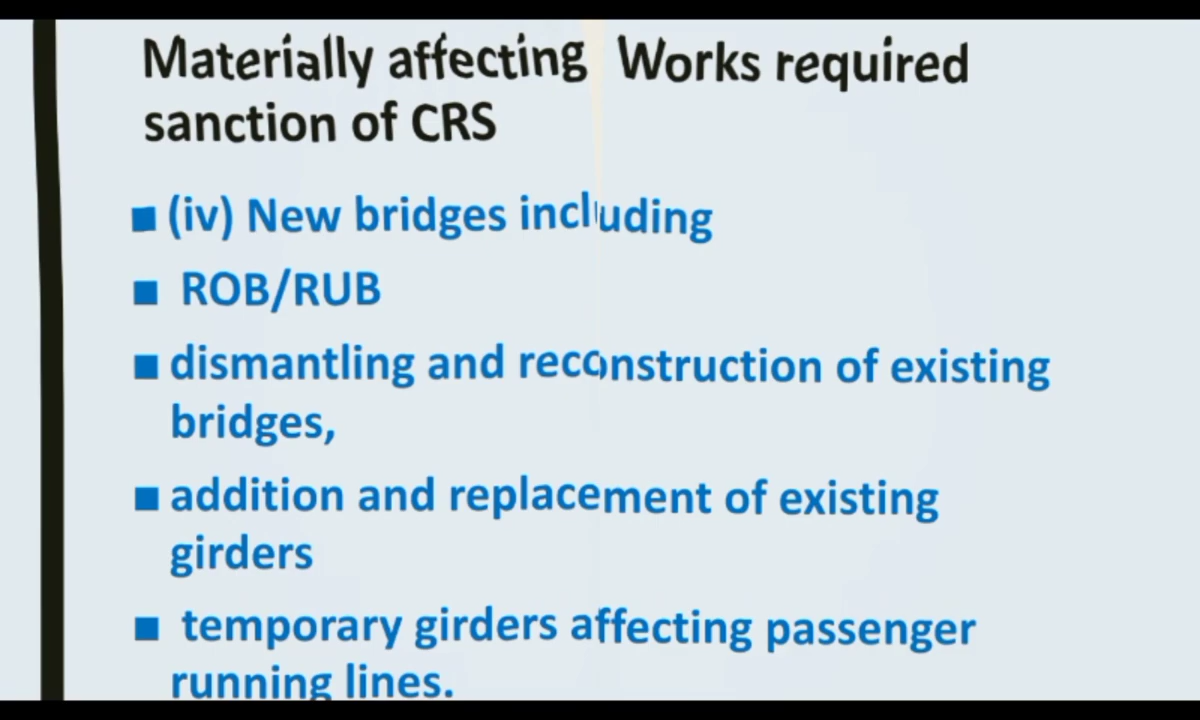 Materially affecting Works required
sanction of CRS
■ (iv) New bridges including
■ ROB/RUB
■ dismantling and reconstruction of existing
bridges,
■ addition and replacement of existing
girders
■ temporary girders affecting passenger
running lines.